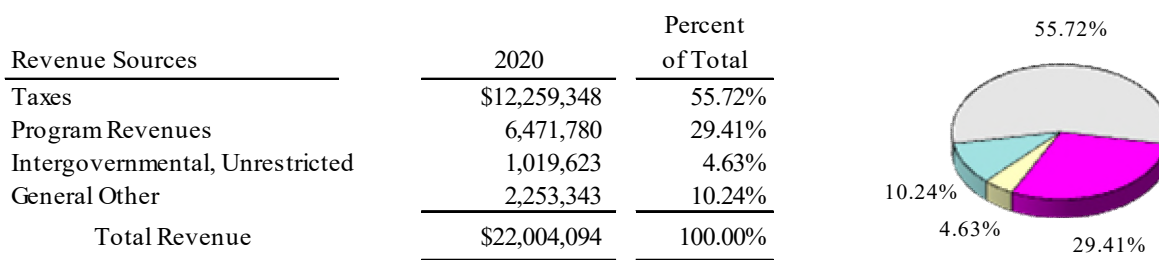 Percent
Revenue Sources 2020 of Total
Taxes $12,259,348 55.72%
Program Revenues 6,471,780 29.41%
Intergovernmental, Unrestricted 1,019,623 4.63%
General Other 2,253,343 10.24%
Total Revenue $22,004,094 100.00%
55.72%
10.24%
4.63%
29.41%